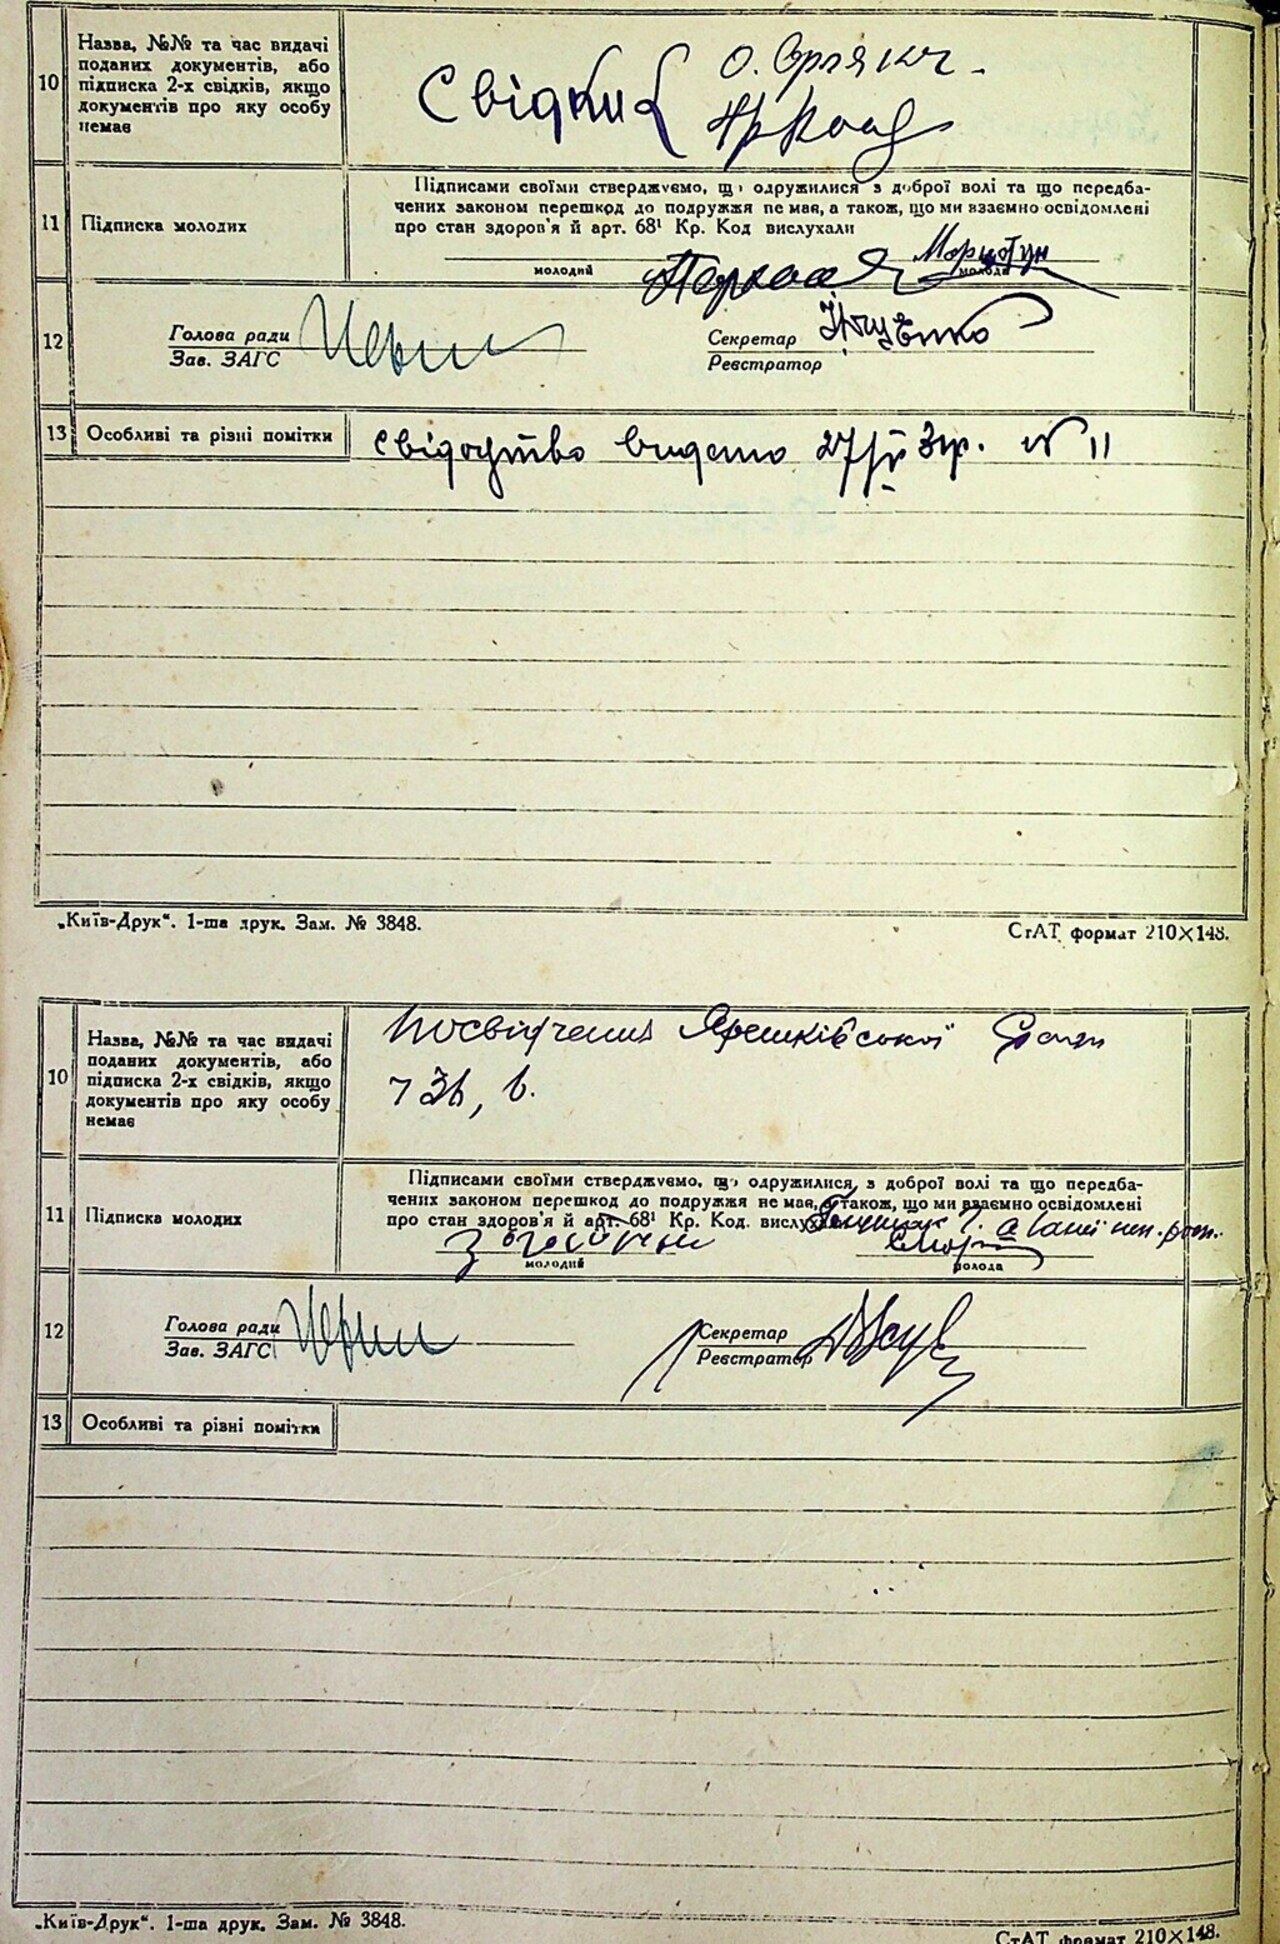 10
Назва, №№ та час видачі
поданих документів, або
підписка 2-х свідків, якщо
документів про яку особу
немає
Свідки
О.
11
Підписка молодих
Підписами своїми стверджуємо, що одружилися з доброї волі та що передба-
чених законом перешкод до подружжя не має, а також, що ми взаємно освідомлені
про стан здоров'я й арт. 68¹ Кр. Код вислухали
молодий
молода
12
Голова ради
Зав. ЗАГС
Секретар
Реєстратор
13
Особливі та різні помітки
Свідоцтво видано 27/ 3 р. № 11
„Київ-Друк“. 1-ша друк. Зам. № 3848.
СтАТ формат 210×148.
10
Назва, №№ та час видачі
поданих документів, або
підписка 2-х свідків, якщо
документів про яку особу
немає
Посвідчення
11
Підписка молодих
Підписами своїми стверджуємо, що одружилися з доброї волі та що передба-
чених законом перешкод до подружжя не має, а також, що ми взаємно освідомлені
про стан здоров'я й арт. 68¹ Кр. Код. вислухали
молодий
молода
12
Голова ради
Зав. ЗАГС
Секретар
Реєстратор
13
Особливі та різні помітки
„Київ-Друк“. 1-ша друк. Зам. № 3848.
СтАТ формат 210×148.